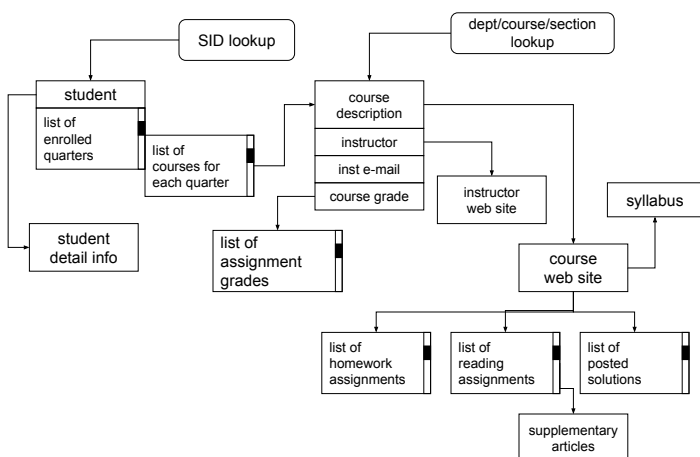 SID lookup
dept/course/section
lookup
student
list of
enrolled
quarters
list of
courses for
each quarter
course
description
instructor
inst e-mail
course grade
instructor
web site
syllabus
student
detail info
list of
assignment
grades
course
web site
list of
homework
assignments
list of
reading
assignments
list of
posted
solutions
supplementary
articles